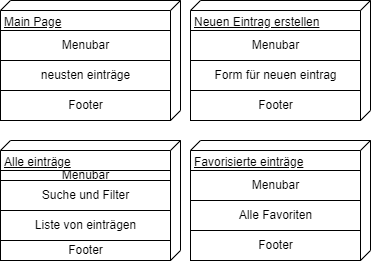 Main Page
Menubar
neusten einträge
Footer
Neuen Eintrag erstellen
Menubar
Form für neuen eintrag
Footer
Alle einträge
Menubar
Suche und Filter
Liste von einträgen
Footer
Favorisierte einträge
Menubar
Alle Favoriten
Footer